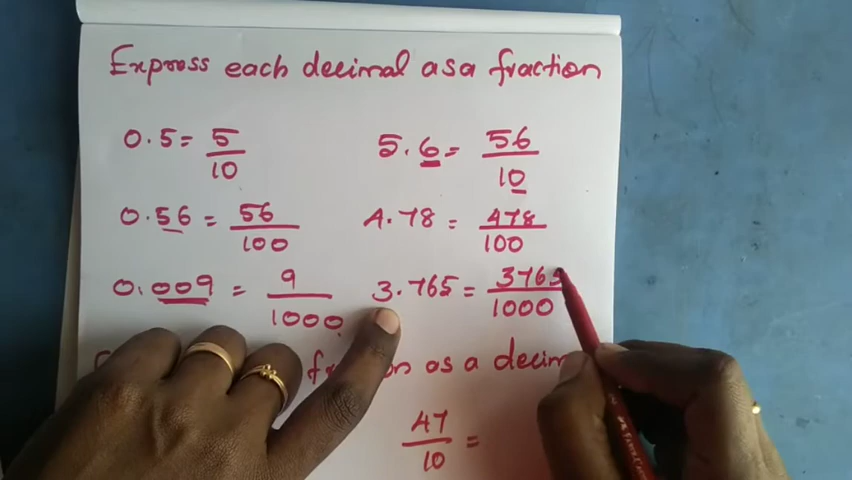 Express each decimal as a fraction
0.5 = 5/10
5.6 = 56/10
0.56 = 56/100
4.78 = 478/100
0.009 = 9/1000
3.765 = 3765/1000
as a
47/10 =